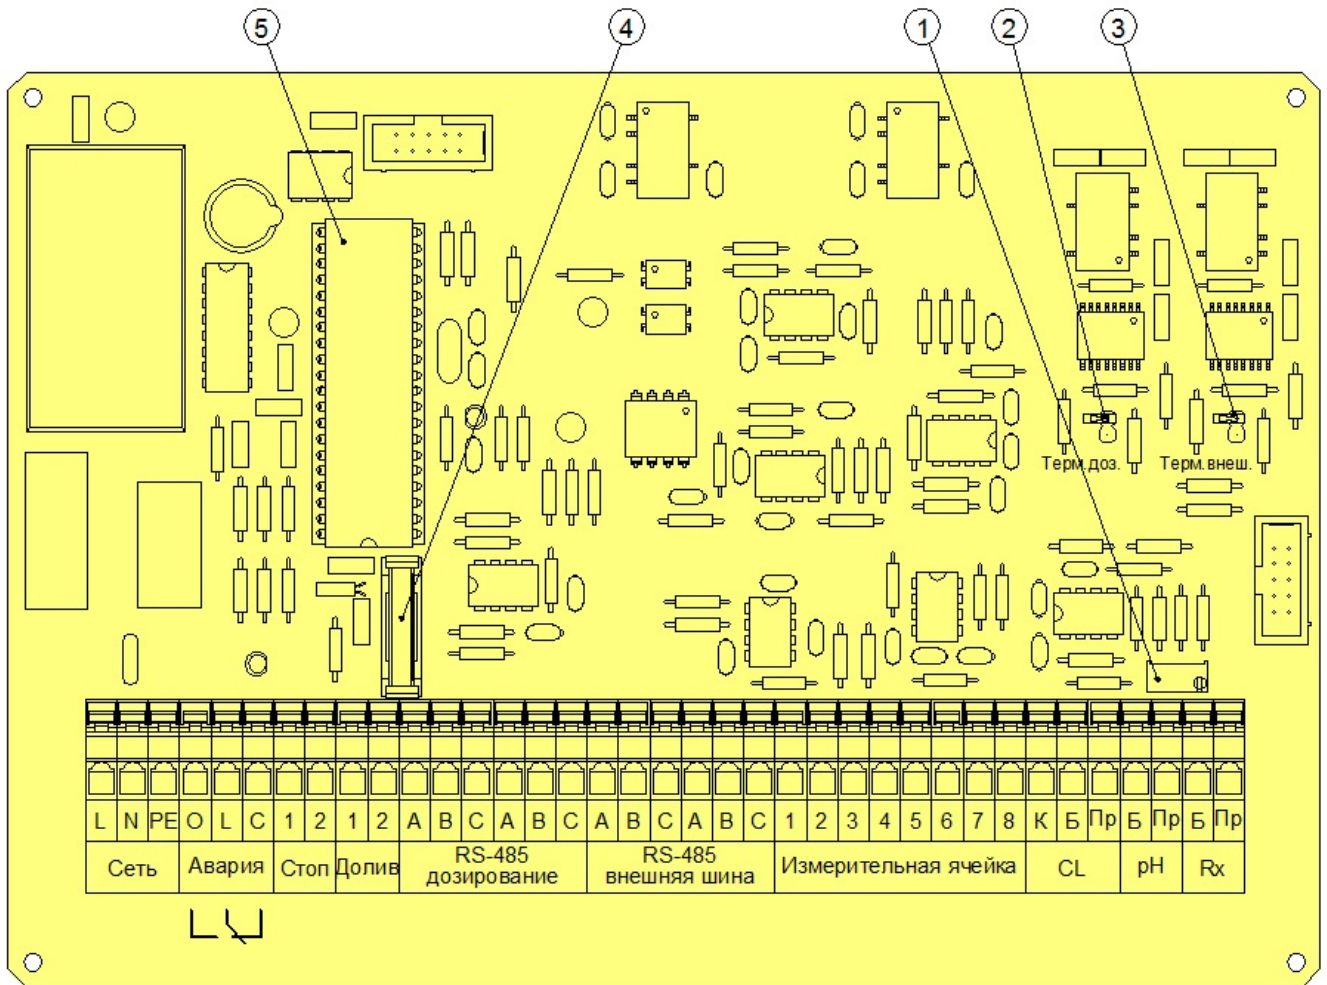 5 4 1 2 3
Терм.доз. Терм.внеш.
L N PE O L C 1 2 1 2 A B C A B C A B C A B C 1 2 3 4 5 6 7 8 К Б Пр Б Пр Б Пр
Сеть Авария Стоп Долив RS-485 дозирование RS-485 внешняя шина Измерительная ячейка CL pH Rx